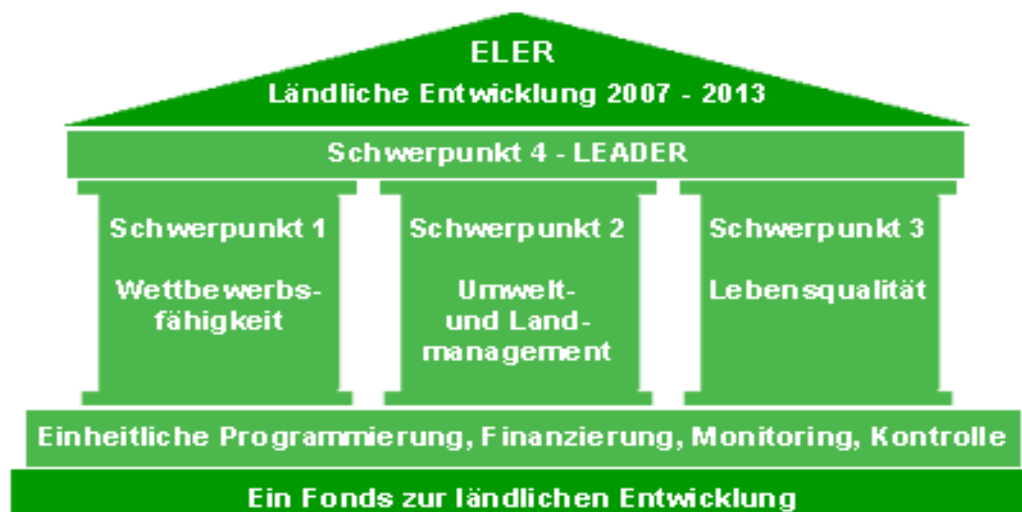 ELER
Ländliche Entwicklung 2007 - 2013
Schwerpunkt 4 - LEADER
Schwerpunkt 1
Wettbewerbs-
fähigkeit
Schwerpunkt 2
Umwelt-
und Land-
management
Schwerpunkt 3
Lebensqualität
Einheitliche Programmierung, Finanzierung, Monitoring, Kontrolle
Ein Fonds zur ländlichen Entwicklung